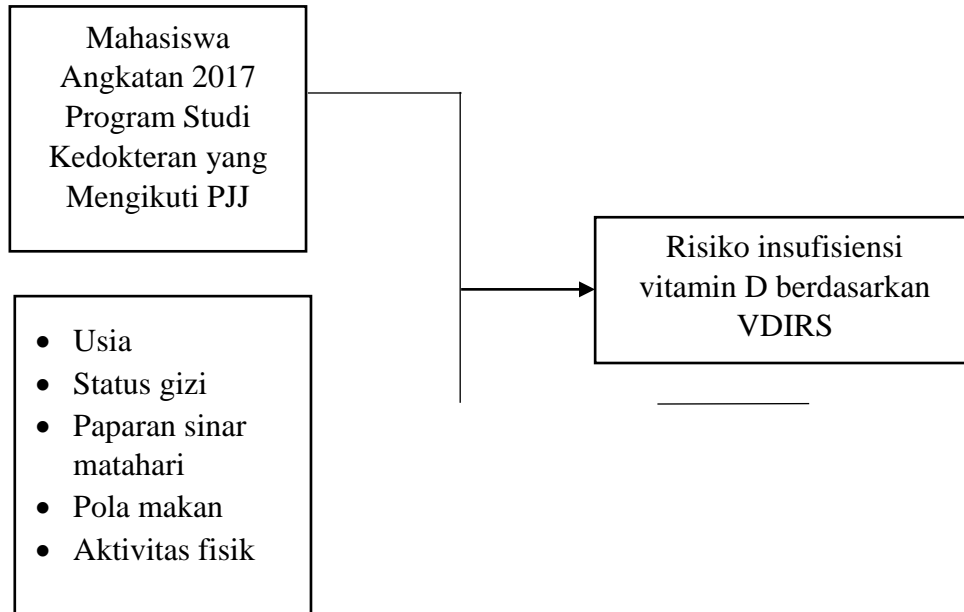 Mahasiswa
Angkatan 2017
Program Studi
Kedokteran yang
Mengikuti PJJ
Risiko insufisiensi
vitamin D berdasarkan
VDIRS
• Usia
• Status gizi
• Paparan sinar
matahari
• Pola makan
• Aktivitas fisik